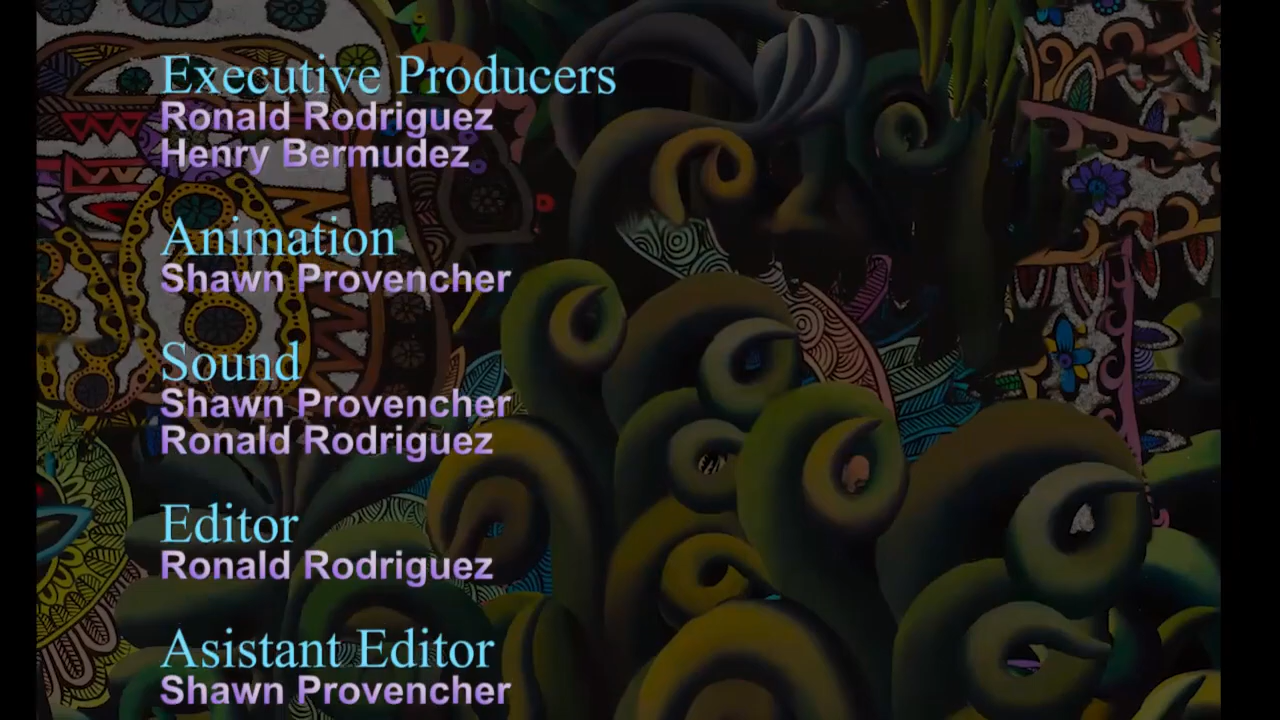 Executive Producers
Ronald Rodriguez
Henry Bermudez
Animation
Shawn Provencher
Sound
Shawn Provencher
Ronald Rodriguez
Editor
Ronald Rodriguez
Asistant Editor
Shawn Provencher